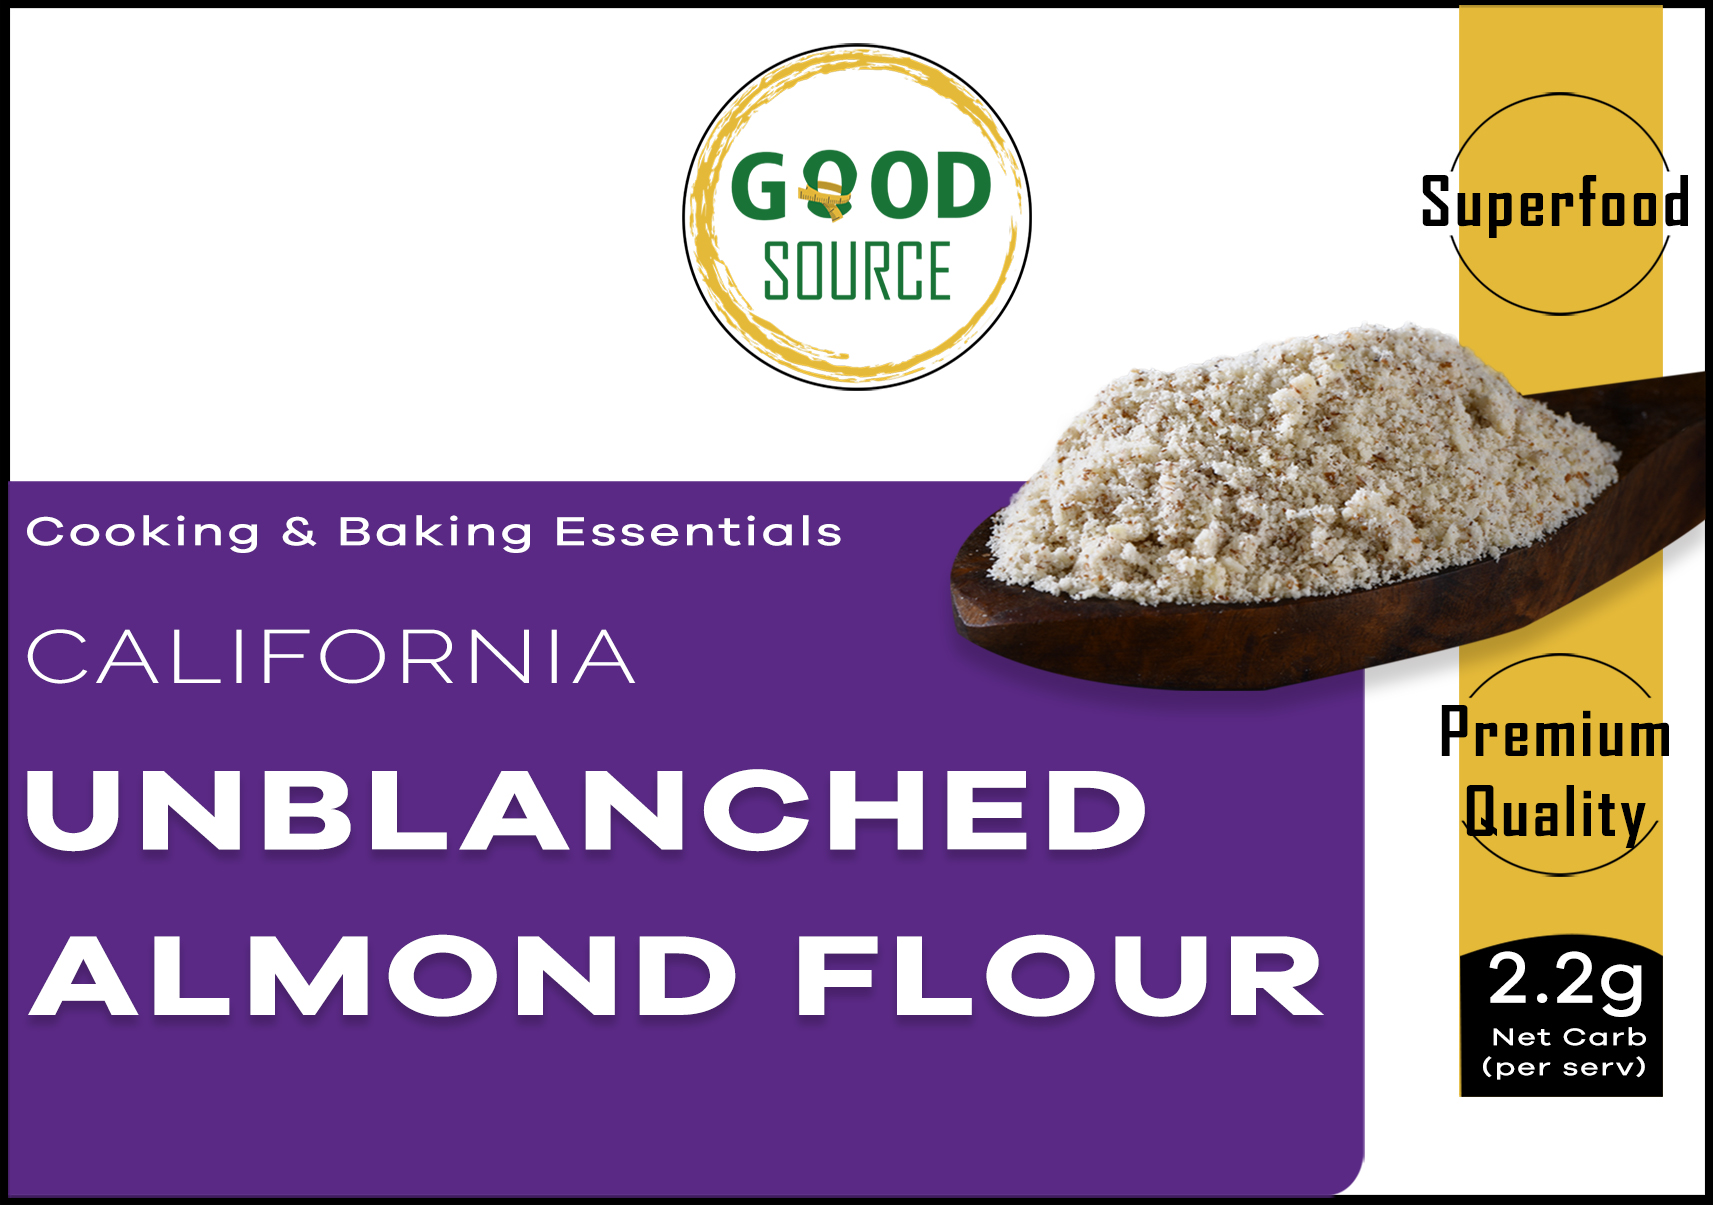 GOOD
SOURCE
Superfood
Cooking & Baking Essentials
CALIFORNIA
UNBLANCHED
ALMOND FLOUR
Premium
Quality
2.2g
Net Carb
(per serv)